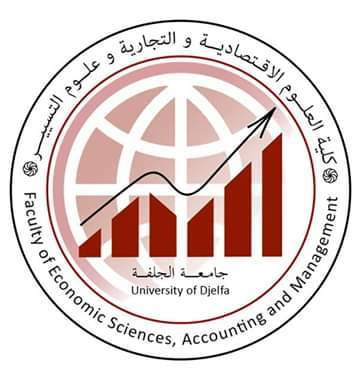 كلية العلوم الاقتصادية و التجارية و علوم التسيير
جامعة الجلفة
University of Djelfa
Faculty of Economic Sciences, Accounting and Management